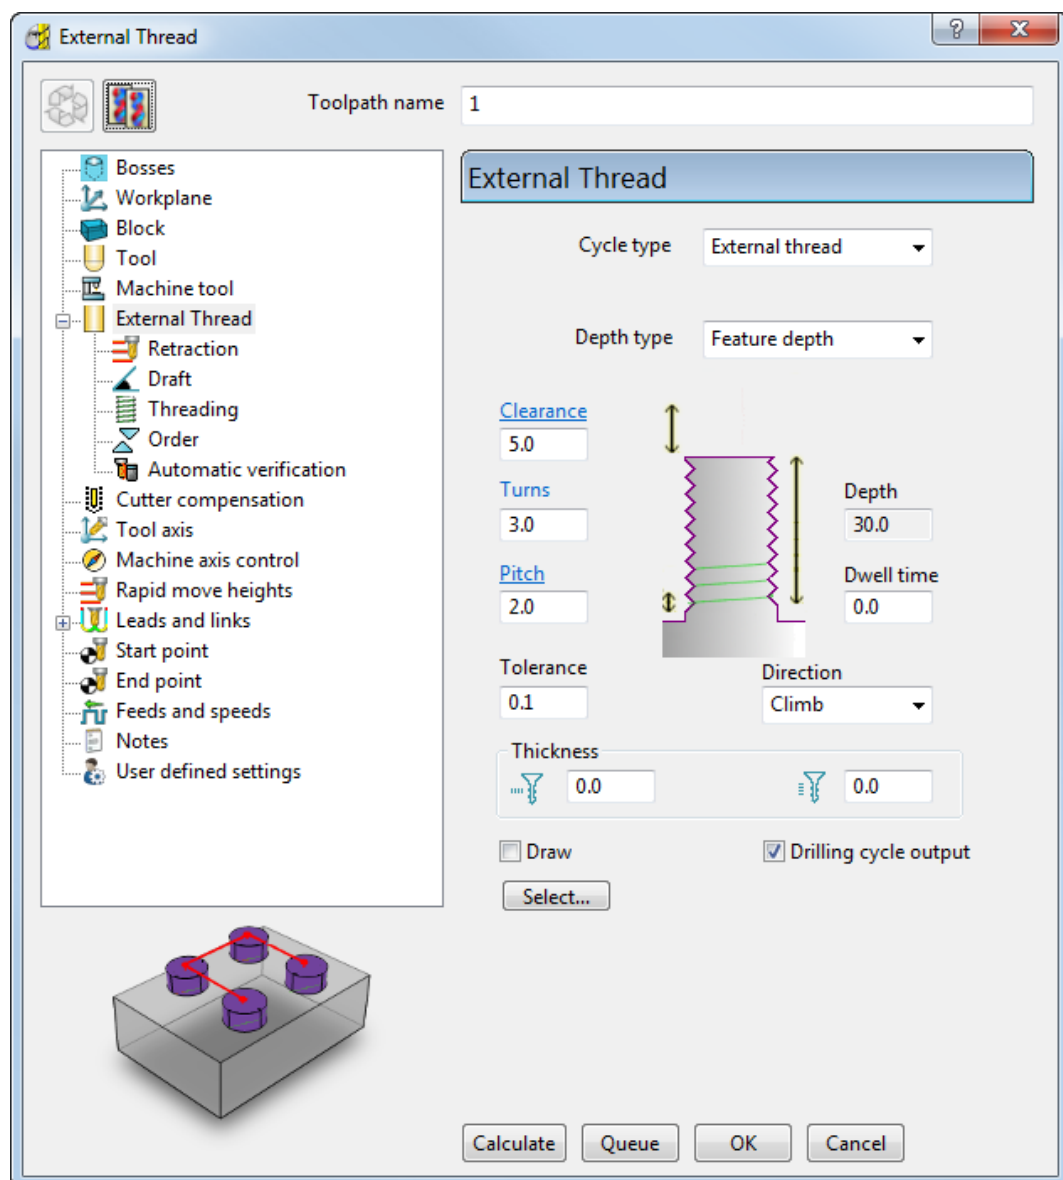 External Thread
Toolpath name 1
Bosses
Workplane
Block
Tool
Machine tool
External Thread
Retraction
Draft
Threading
Order
Automatic verification
Cutter compensation
Tool axis
Machine axis control
Rapid move heights
Leads and links
Start point
End point
Feeds and speeds
Notes
User defined settings
External Thread
Cycle type External thread
Depth type Feature depth
Clearance
5.0
Turns
3.0
Depth
30.0
Pitch
2.0
Dwell time
0.0
Tolerance
0.1
Direction
Climb
Thickness
0.0 0.0
Draw Drilling cycle output
Select...
Calculate Queue OK Cancel